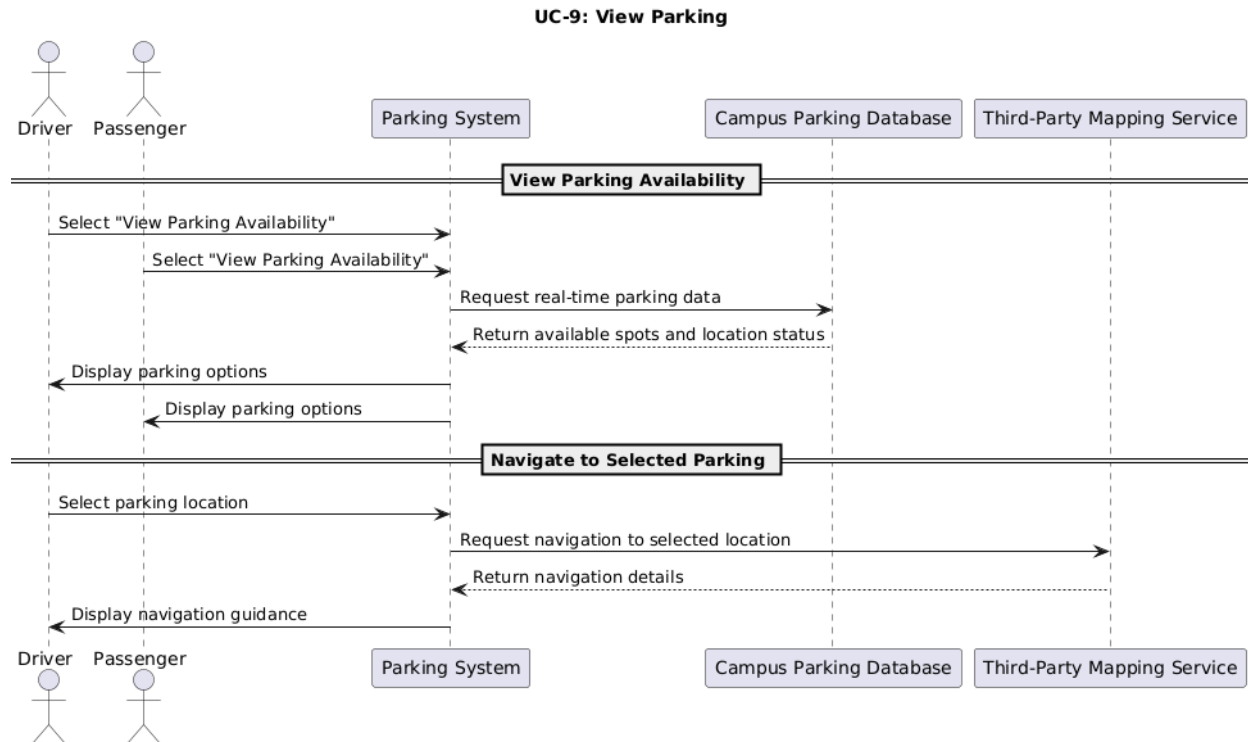 UC-9: View Parking
Driver
Passenger
Parking System
Campus Parking Database
Third-Party Mapping Service
View Parking Availability
Select "View Parking Availability"
Select "View Parking Availability"
Request real-time parking data
Return available spots and location status
Display parking options
Display parking options
Navigate to Selected Parking
Select parking location
Request navigation to selected location
Return navigation details
Display navigation guidance
Driver
Passenger
Parking System
Campus Parking Database
Third-Party Mapping Service